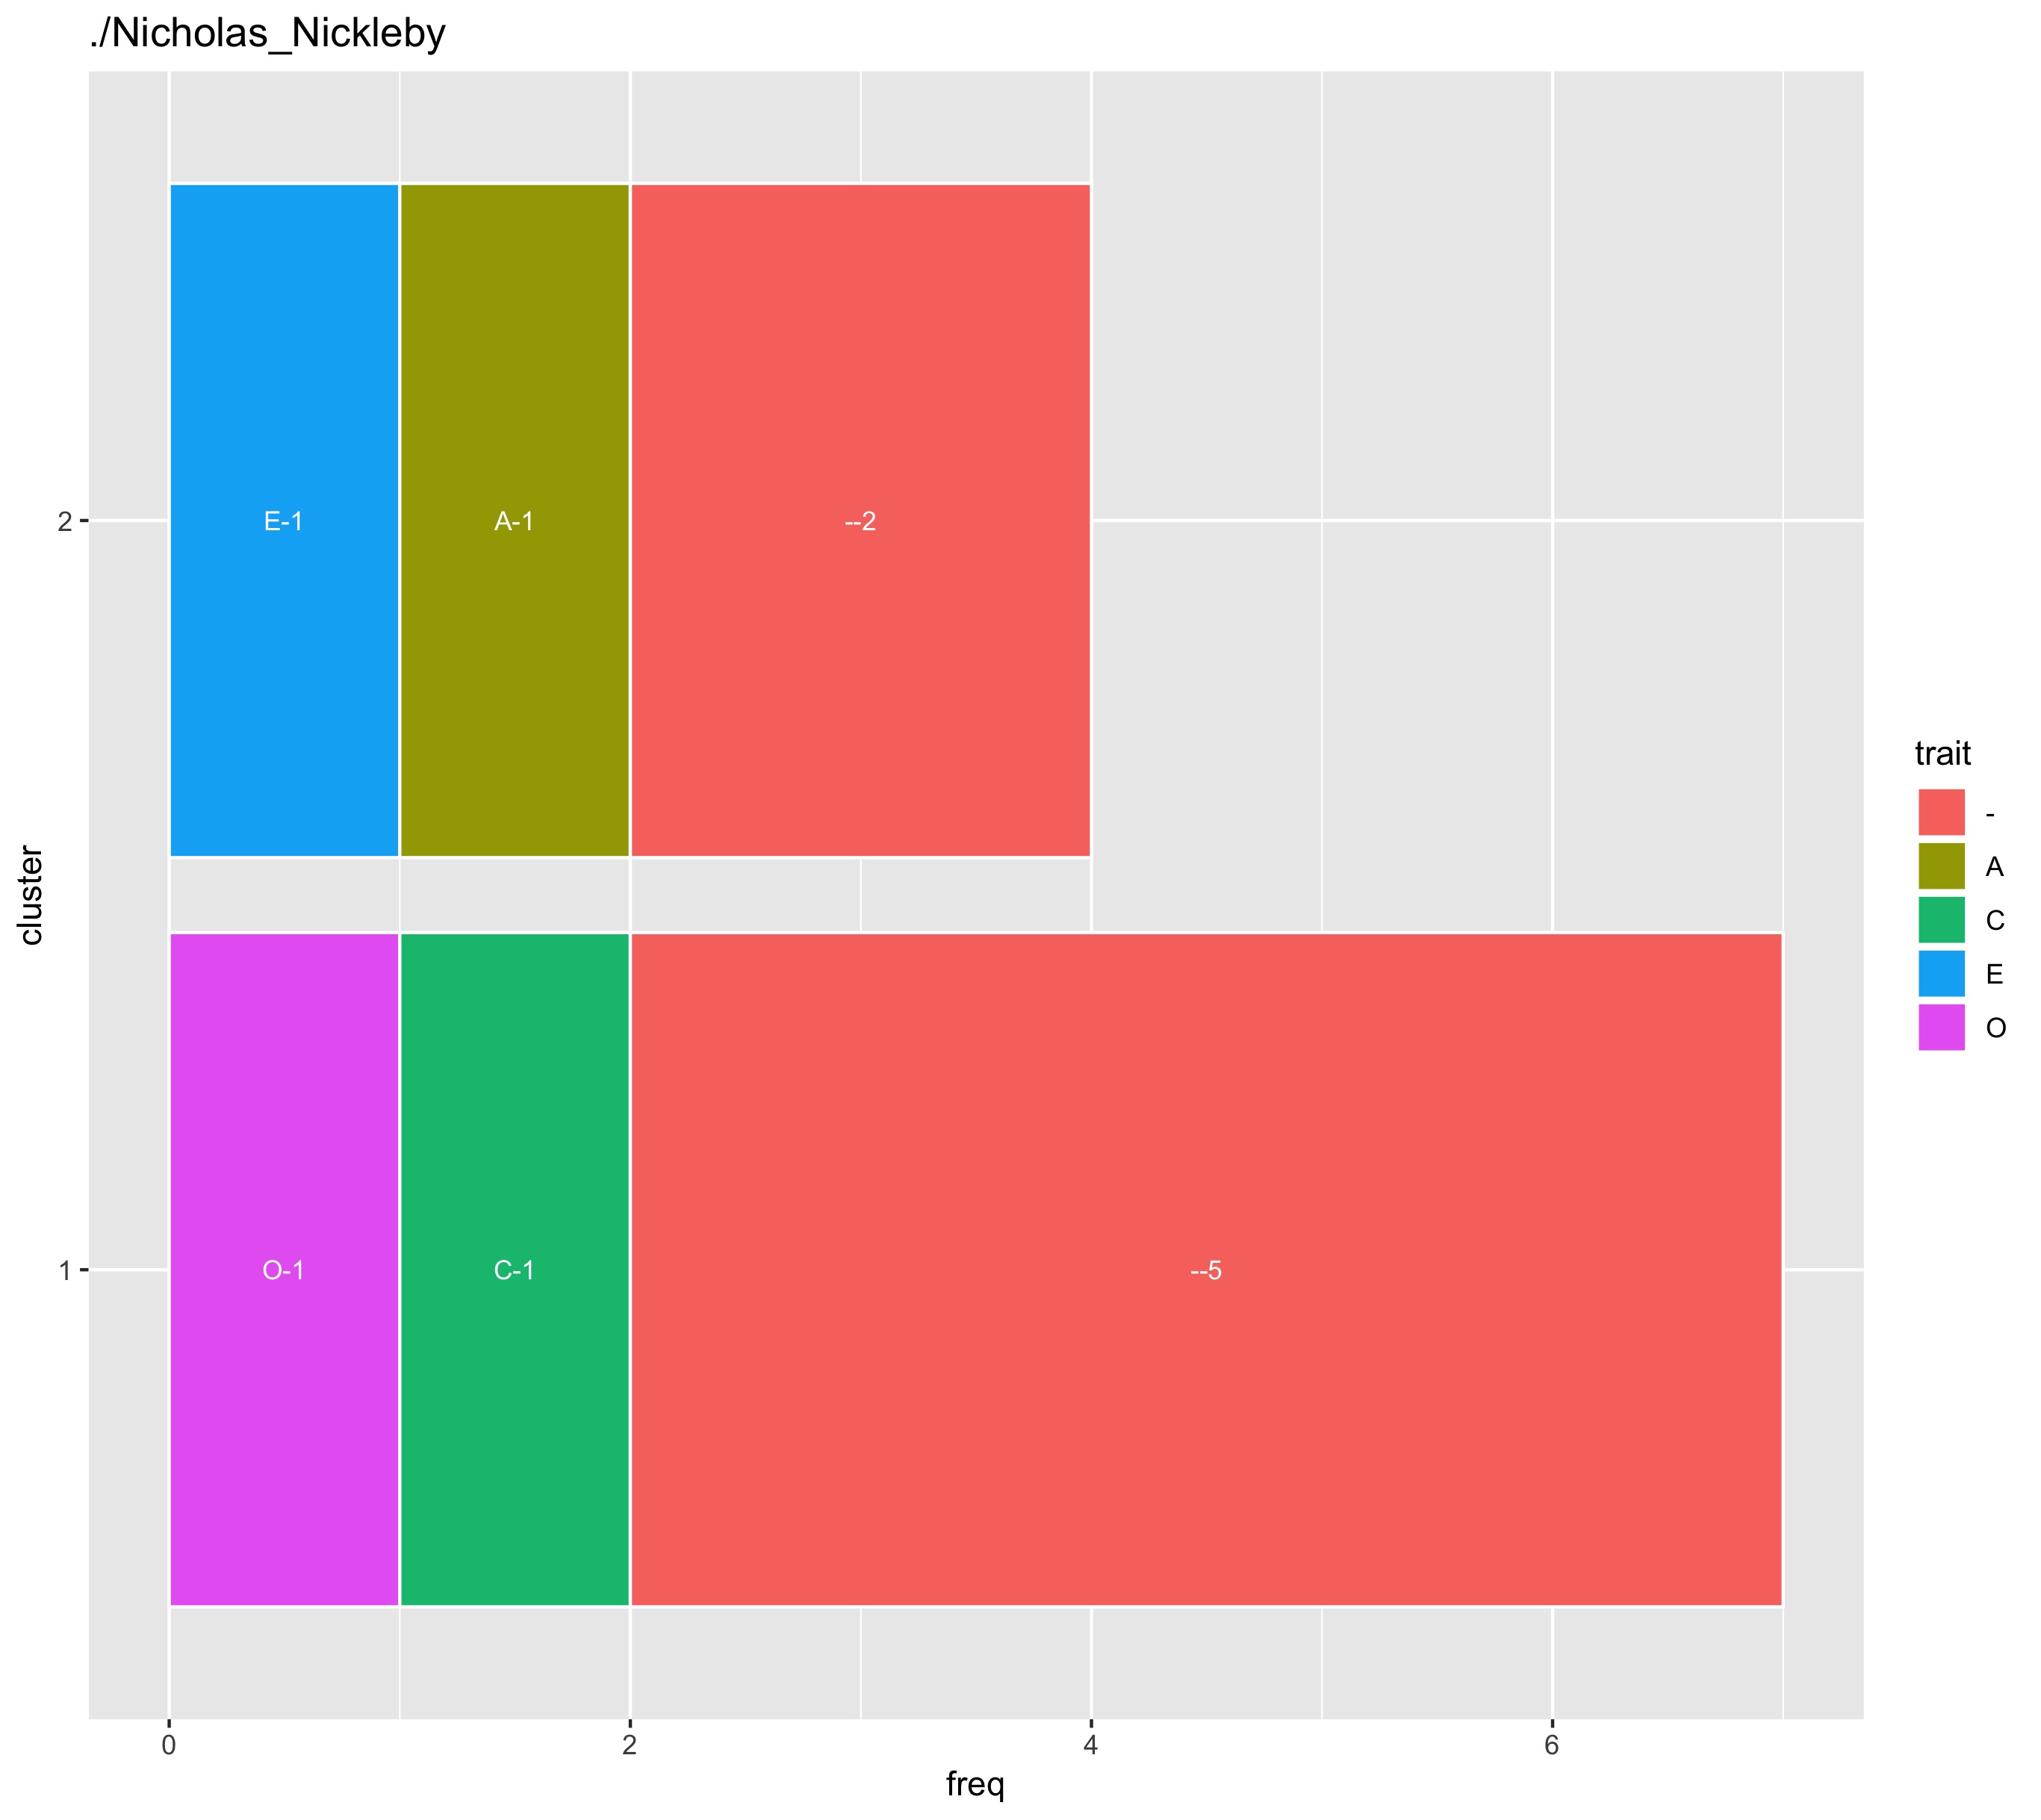 ./Nicholas_Nickleby
2
E-1
A-1
--2
cluster
1
O-1
C-1
--5
0
2
4
6
freq
trait
-
A
C
E
O